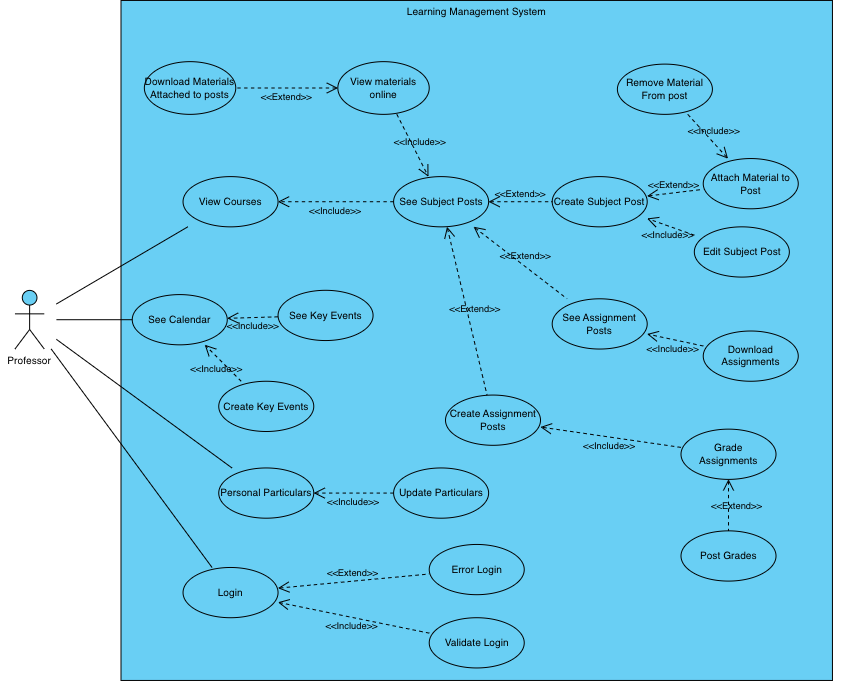 Learning Management System
Download Materials
Attached to posts
<<Extend>>
View materials
online
Remove Material
From post
<<Include>>
<<Include>>
View Courses
<<Include>>
See Subject Posts
<<Extend>>
Create Subject Post
<<Extend>>
Attach Material to
Post
<<Include>>
Edit Subject Post
<<Extend>>
Professor
See Calendar
<<Include>>
See Key Events
<<Extend>>
See Assignment
Posts
<<Include>>
Download
Assignments
<<Include>>
Create Key Events
Create Assignment
Posts
<<Include>>
Grade
Assignments
Personal Particulars
<<Include>>
Update Particulars
<<Extend>>
Post Grades
Login
<<Extend>>
Error Login
<<Include>>
Validate Login